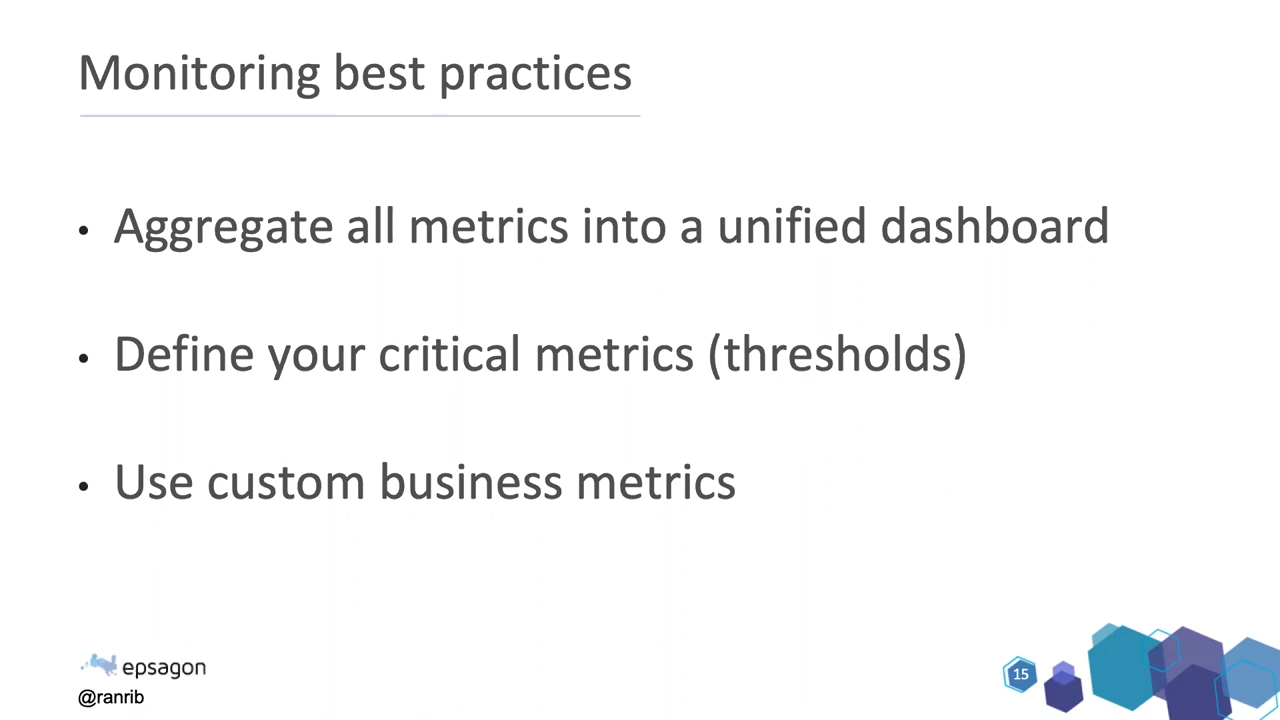 Monitoring best practices
• Aggregate all metrics into a unified dashboard
• Define your critical metrics (thresholds)
• Use custom business metrics
epsagon
@ranrib
15